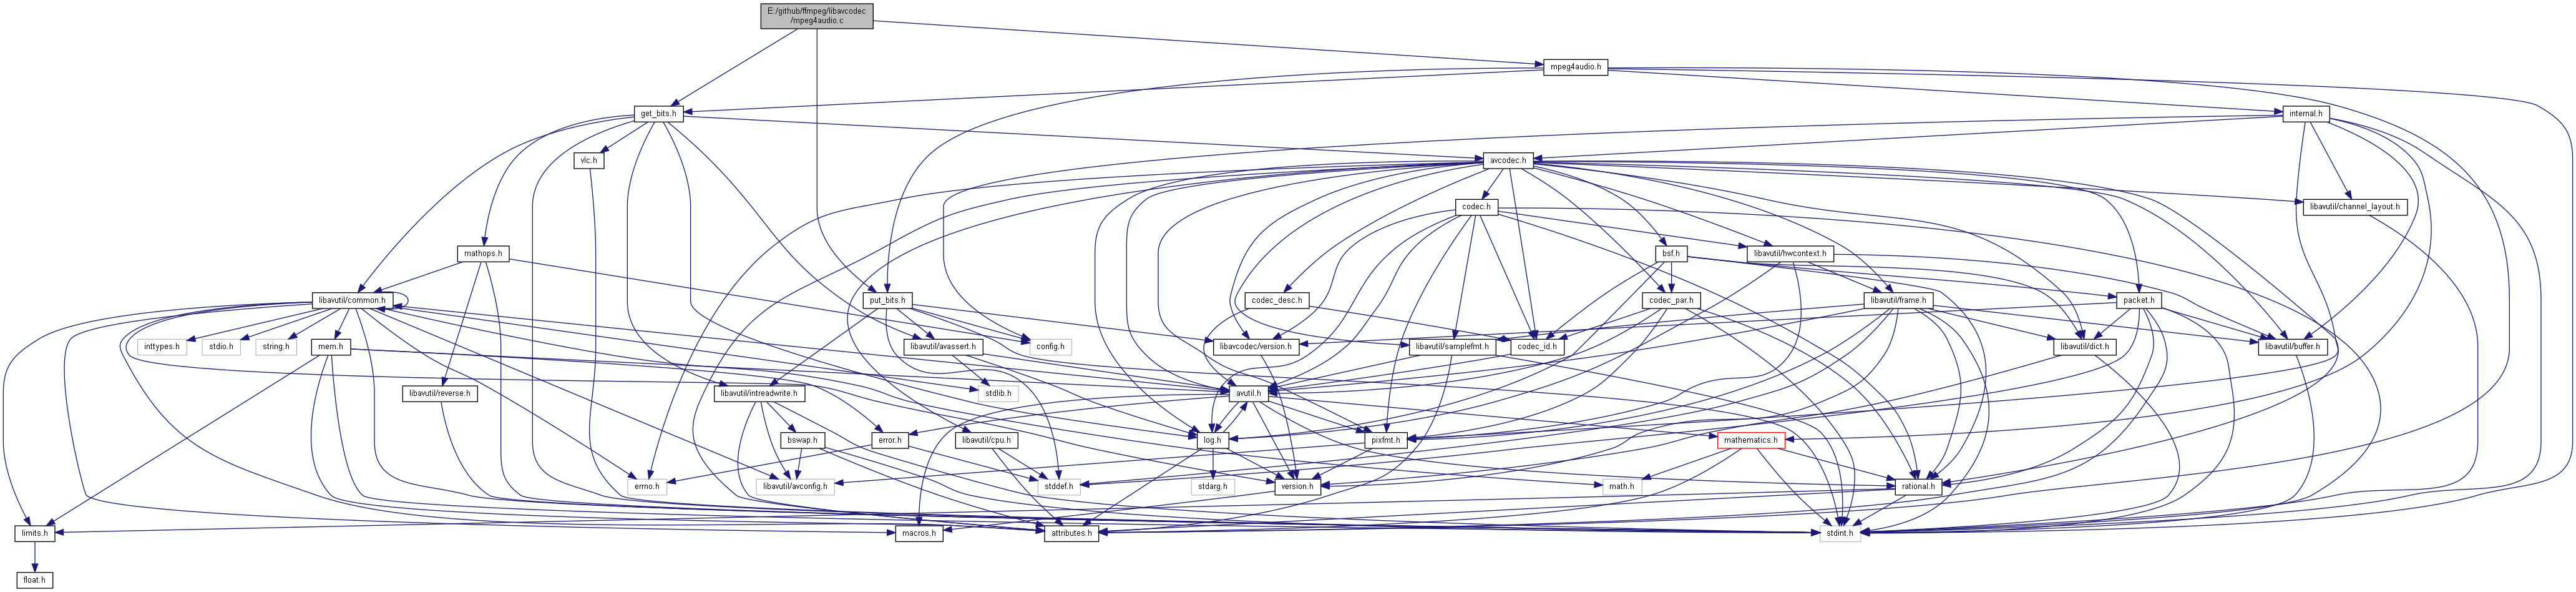 E:/github/ffmpeg/libavcodec
/mpeg4audio.c
mpeg4audio.h
get_bits.h
internal.h
vlc.h
avcodec.h
codec.h
libavutil/channel_layout.h
mathops.h
bsf.h
libavutil/hwcontext.h
libavutil/common.h
put_bits.h
codec_desc.h
codec_par.h
libavutil/frame.h
packet.h
inttypes.h
stdio.h
string.h
mem.h
libavutil/avassert.h
config.h
libavcodec/version.h
libavutil/samplefmt.h
codec_id.h
libavutil/dict.h
libavutil/buffer.h
libavutil/reverse.h
libavutil/intreadwrite.h
stdlib.h
avutil.h
bswap.h
error.h
libavutil/cpu.h
log.h
pixfmt.h
mathematics.h
errno.h
libavutil/avconfig.h
stddef.h
stdarg.h
version.h
math.h
rational.h
limits.h
macros.h
attributes.h
stdint.h
float.h